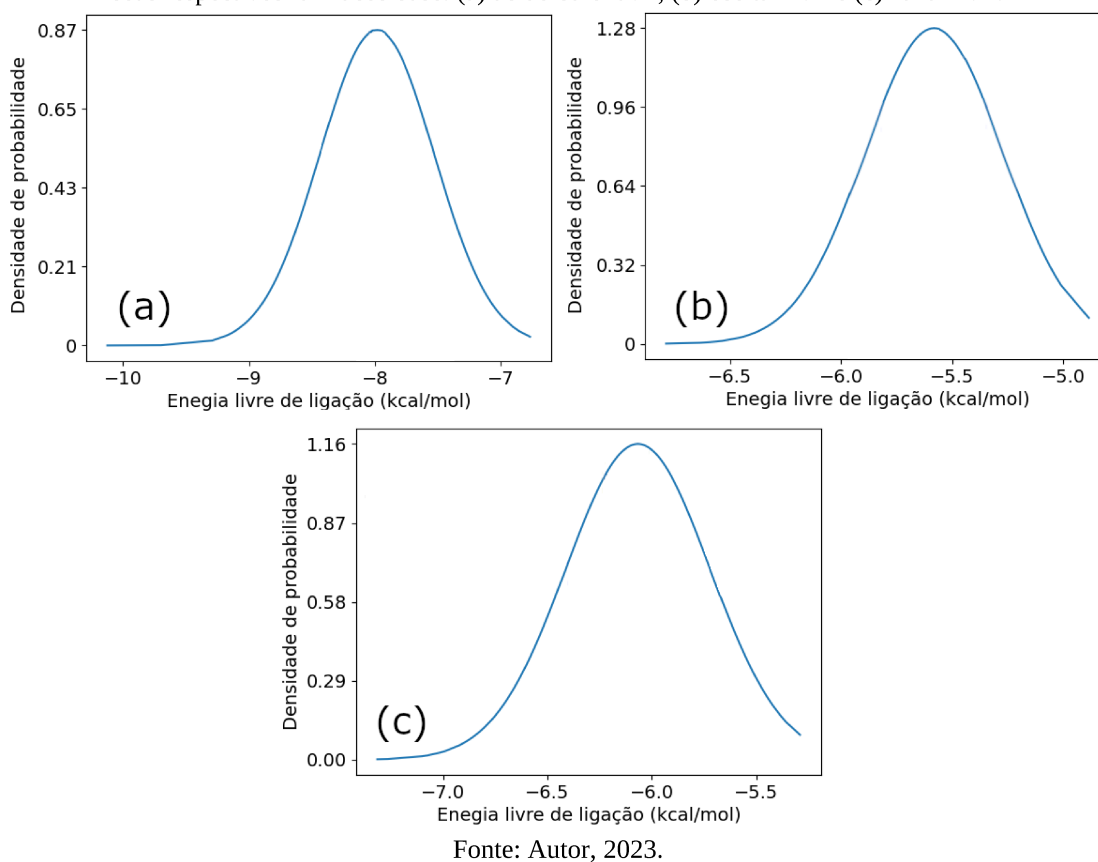 0.87
0.65
0.43
0.21
0
Densidade de probabilidade
(a)
−10
−9
−8
−7
Enegia livre de ligação (kcal/mol)
1.28
0.96
0.64
0.32
0
Densidade de probabilidade
(b)
−6.5
−6.0
−5.5
−5.0
Enegia livre de ligação (kcal/mol)
1.16
0.87
0.58
0.29
0.00
Densidade de probabilidade
(c)
−7.0
−6.5
−6.0
−5.5
Enegia livre de ligação (kcal/mol)
Fonte: Autor, 2023.